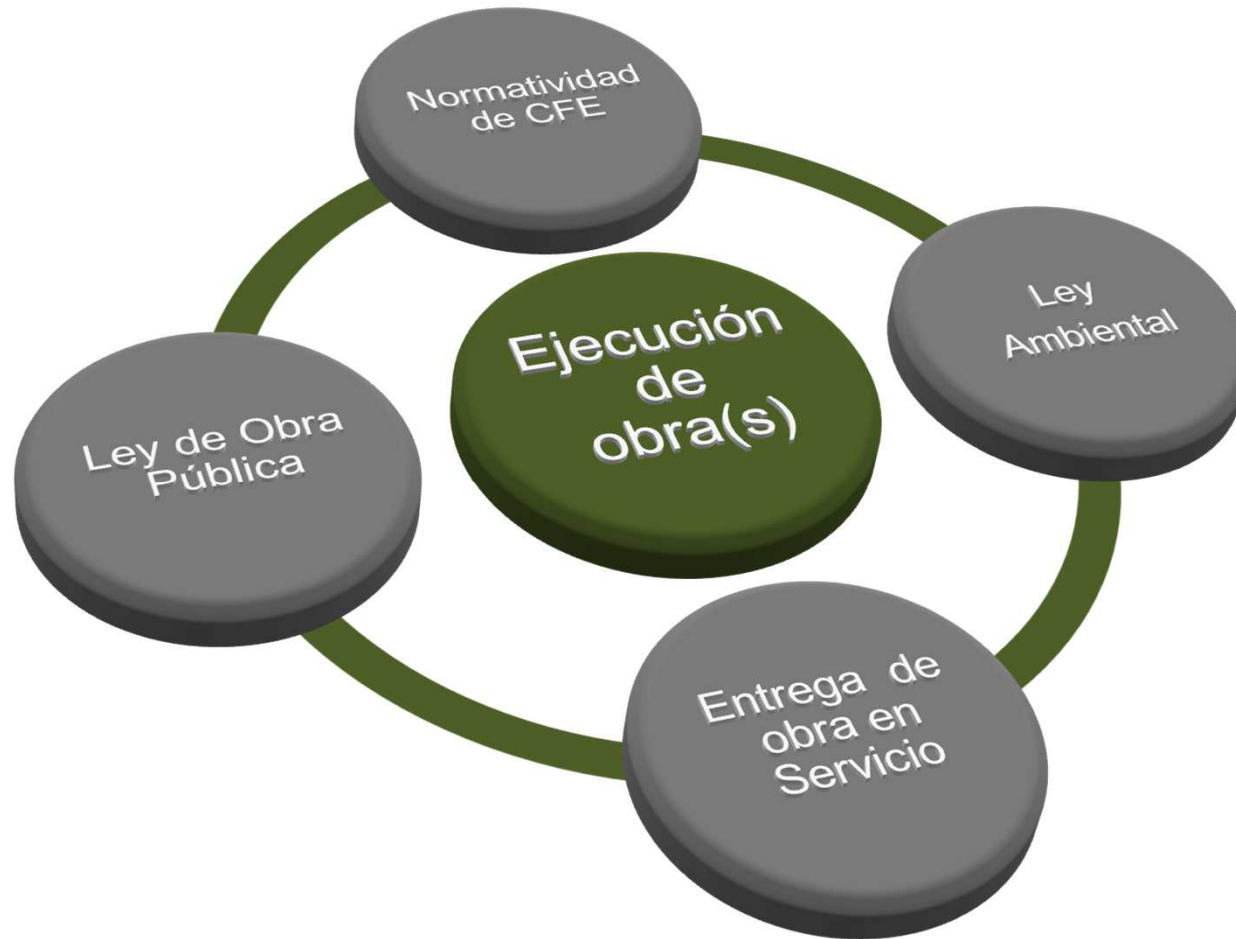 Normatividad
de CFE
Ley
Ambiental
Ejecución
de
obra(s)
Ley de Obra
Pública
Entrega de
obra en
Servicio